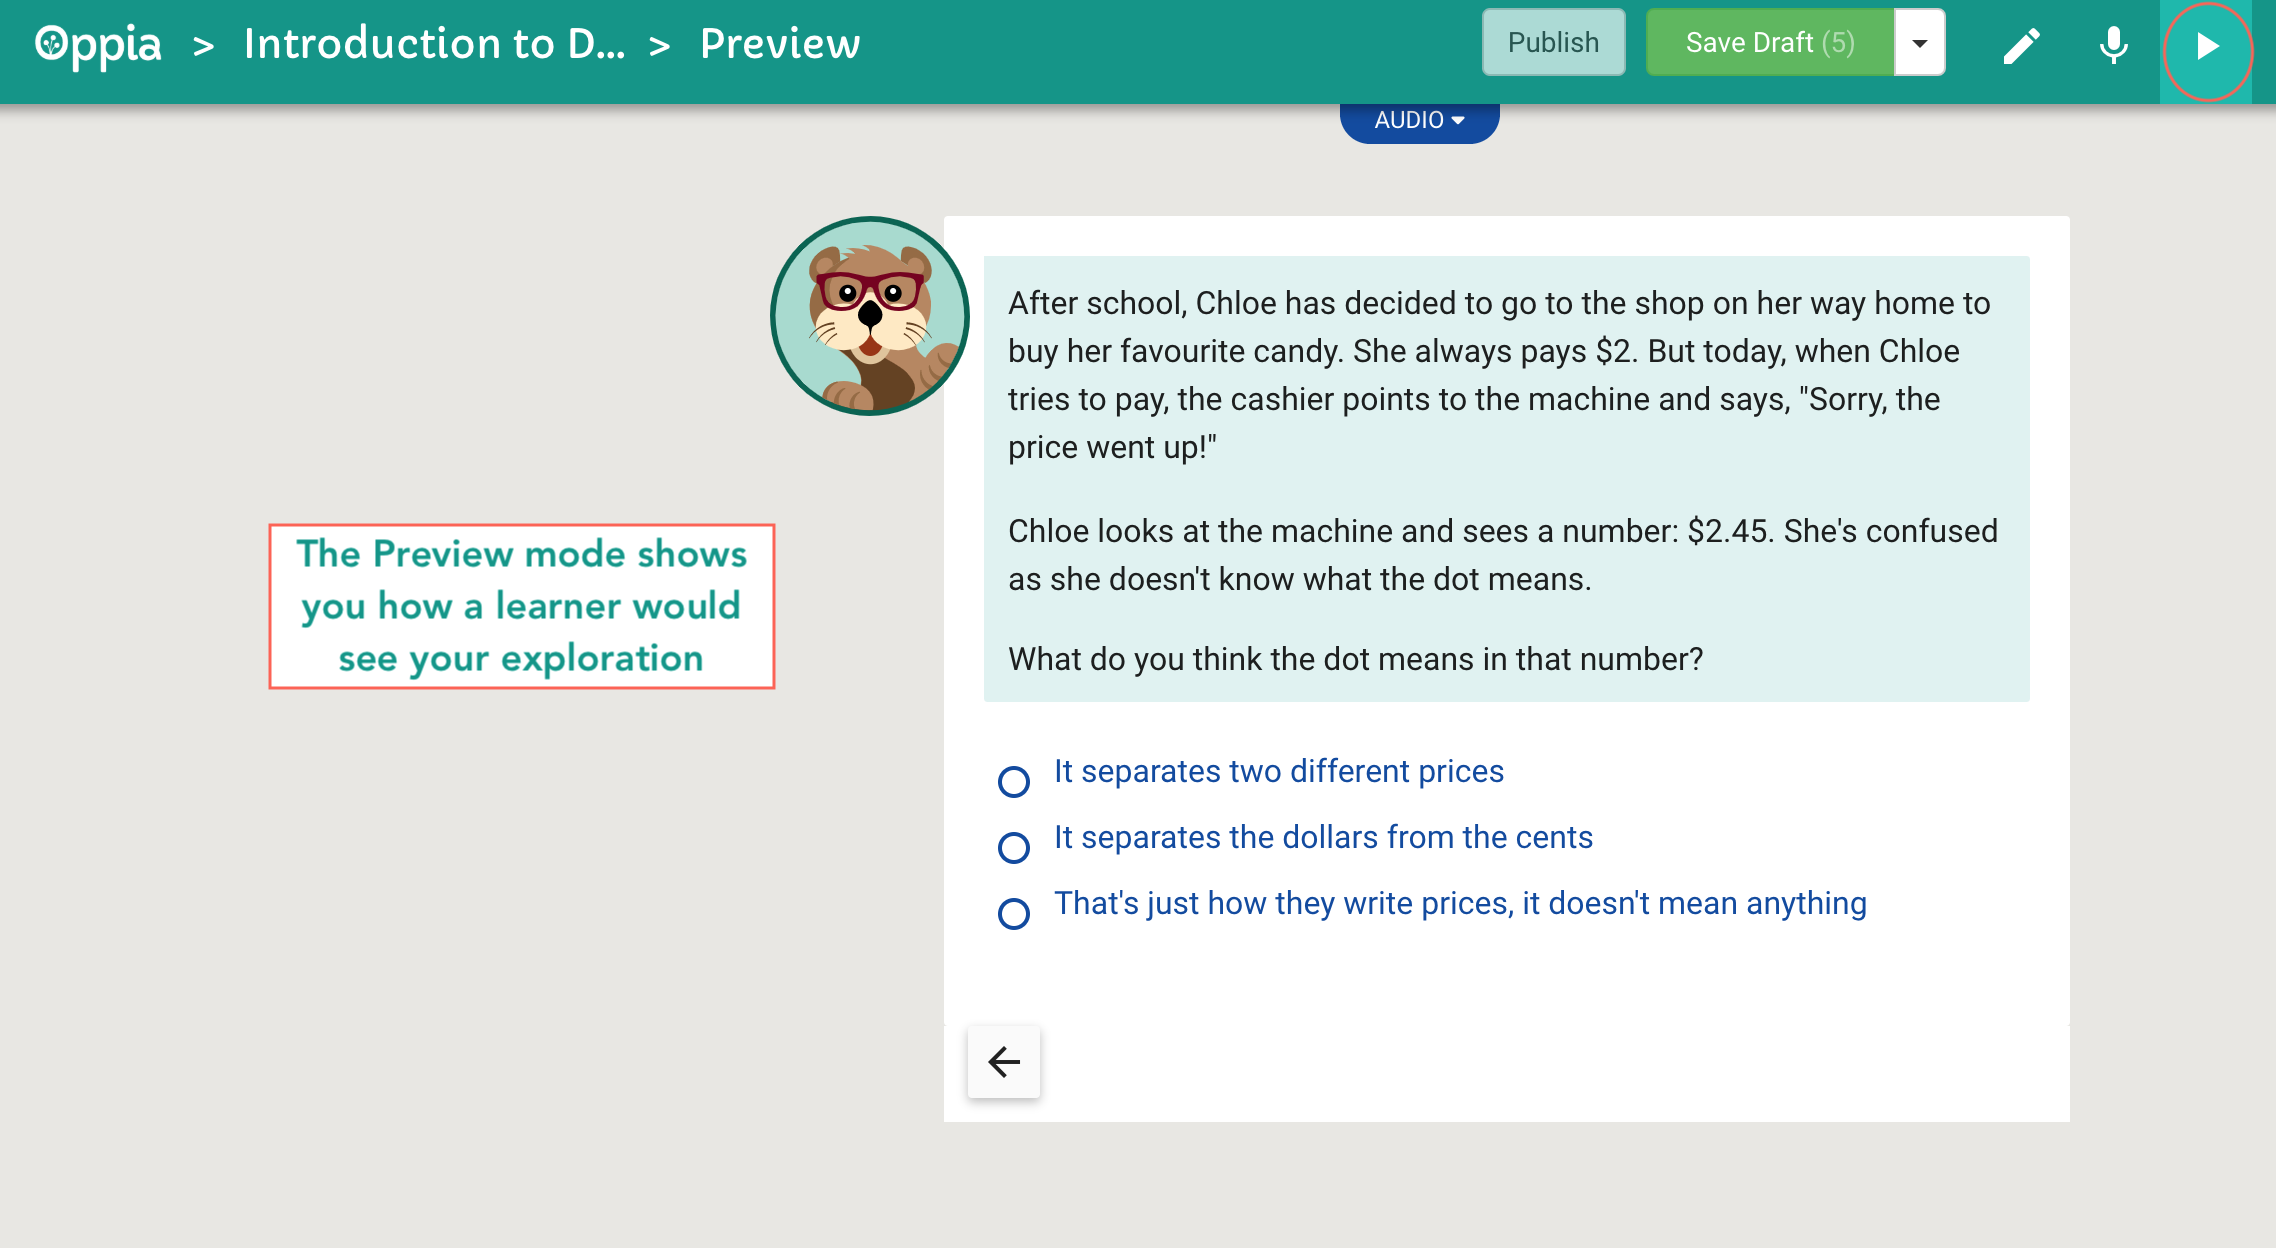 Oppia > Introduction to D... > Preview
Publish
Save Draft (5)
AUDIO
After school, Chloe has decided to go to the shop on her way home to
buy her favourite candy. She always pays $2. But today, when Chloe
tries to pay, the cashier points to the machine and says, "Sorry, the
price went up!"
Chloe looks at the machine and sees a number: $2.45. She's confused
as she doesn't know what the dot means.
What do you think the dot means in that number?
The Preview mode shows
you how a learner would
see your exploration
It separates two different prices
It separates the dollars from the cents
That's just how they write prices, it doesn't mean anything